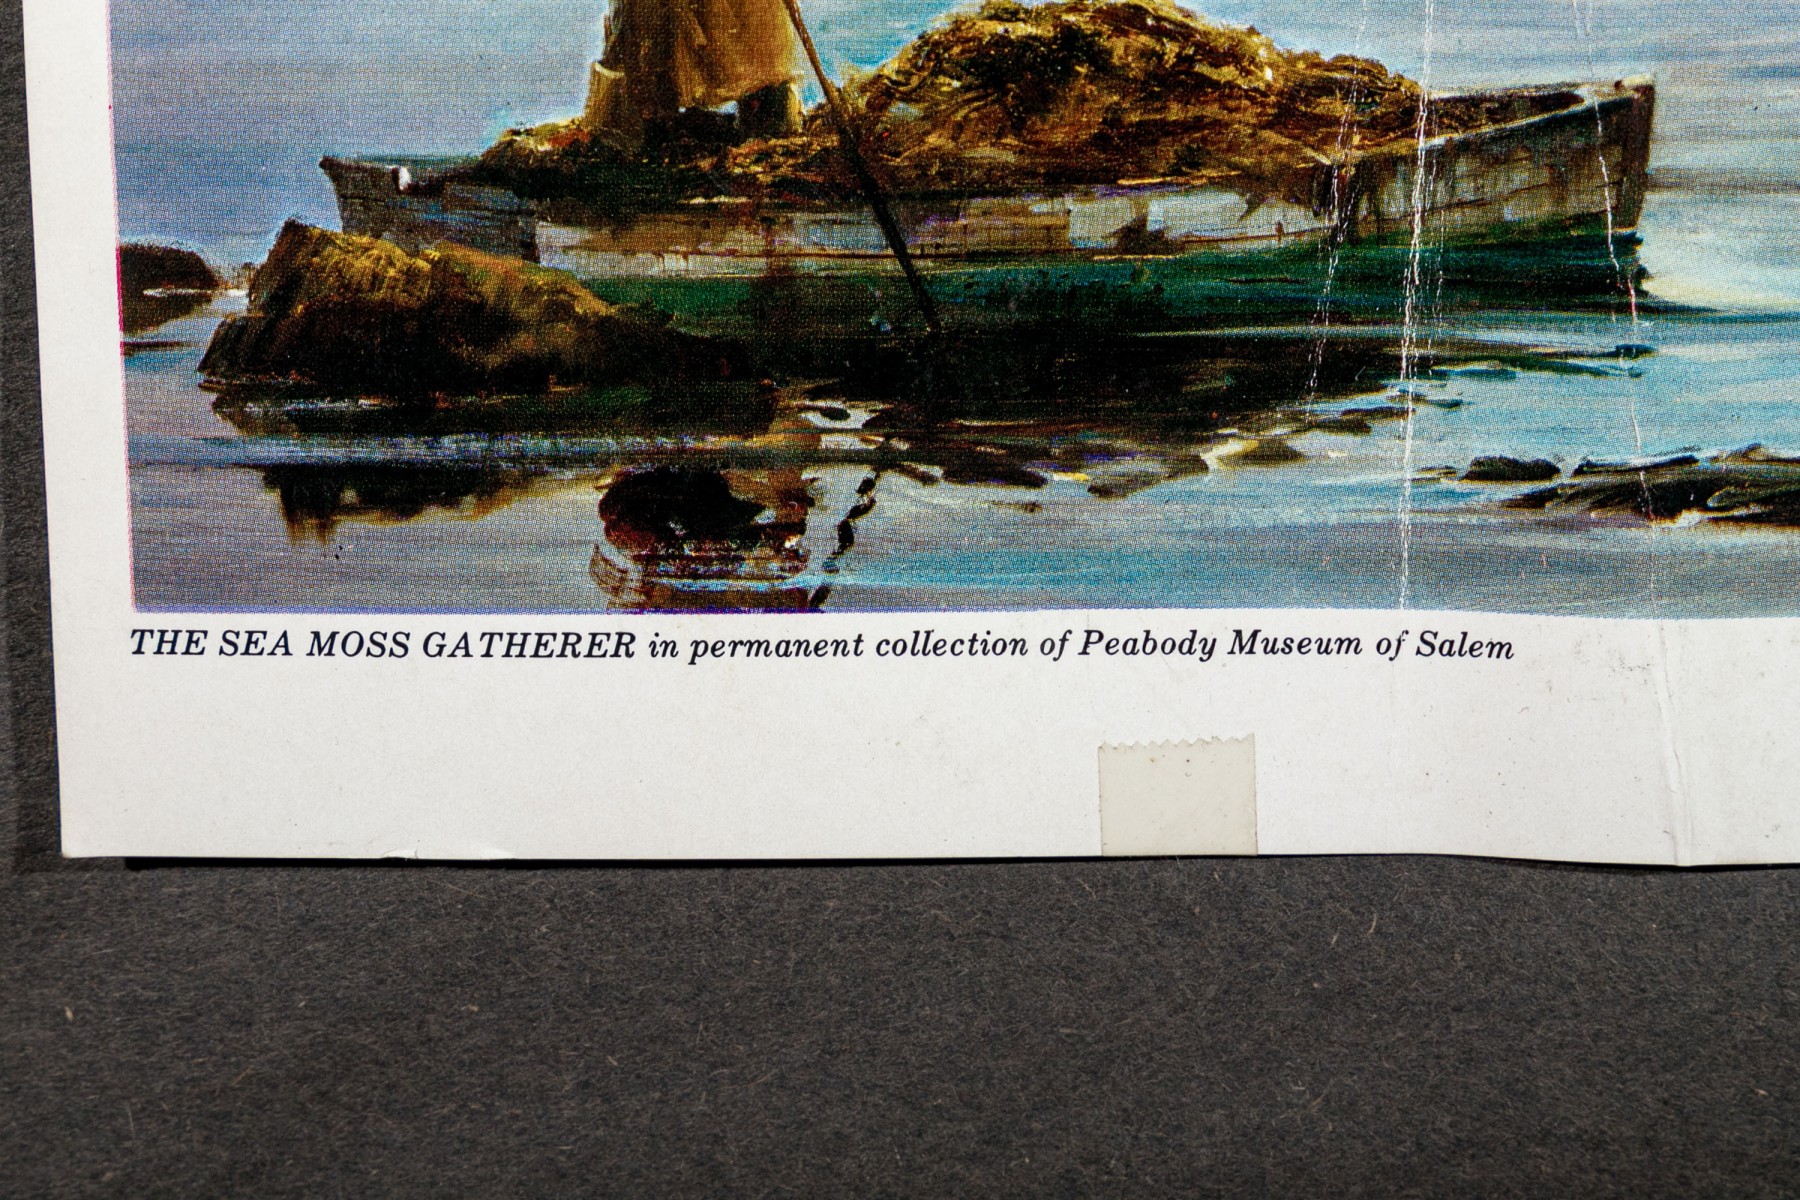 THE SEA MOSS GATHERER in permanent collection of Peabody Museum of Salem